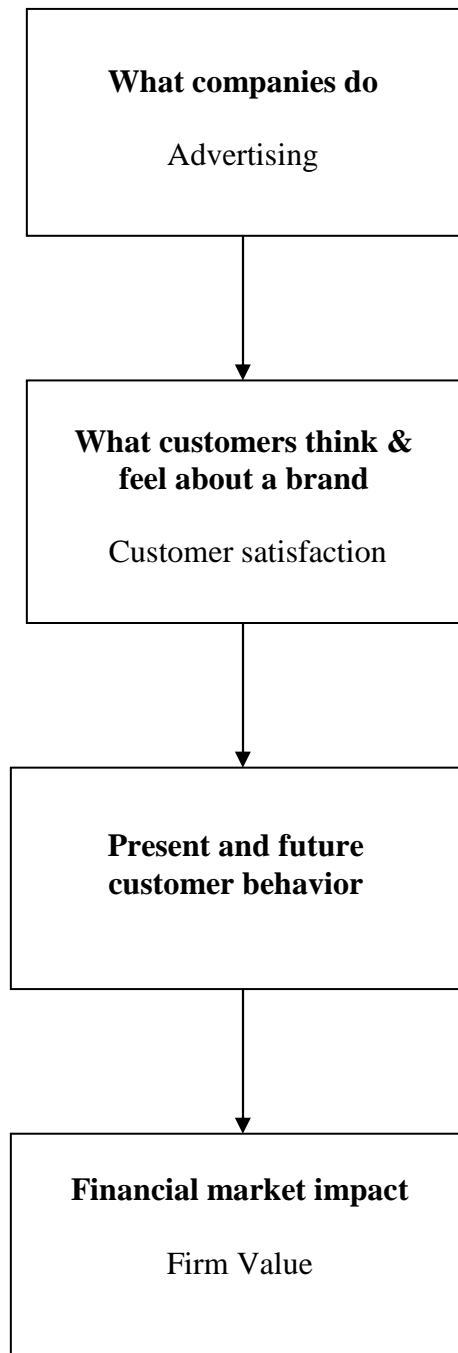 What companies do
Advertising
What customers think &
feel about a brand
Customer satisfaction
Present and future
customer behavior
Financial market impact
Firm Value